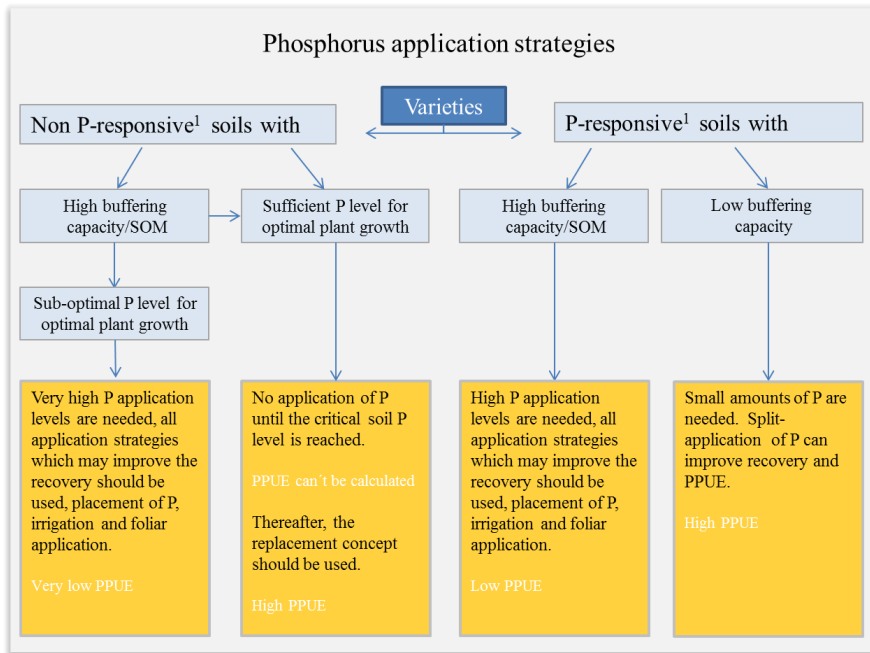 Phosphorus application strategies
Varieties
Non P-responsive¹ soils with
P-responsive¹ soils with
High buffering
capacity/SOM
Sufficient P level for
optimal plant growth
High buffering
capacity/SOM
Low buffering
capacity
Sub-optimal P level for
optimal plant growth
Very high P application
levels are needed, all
application strategies
which may improve the
recovery should be
used, placement of P,
irrigation and foliar
application.
Very low PPUE
No application of P
until the critical soil P
level is reached.
PPUE can´t be calculated
Thereafter, the
replacement concept
should be used.
High PPUE
High P application
levels are needed, all
application strategies
which may improve the
recovery should be
used, placement of P,
irrigation and foliar
application.
Low PPUE
Small amounts of P are
needed. Split-
application of P can
improve recovery and
PPUE.
High PPUE